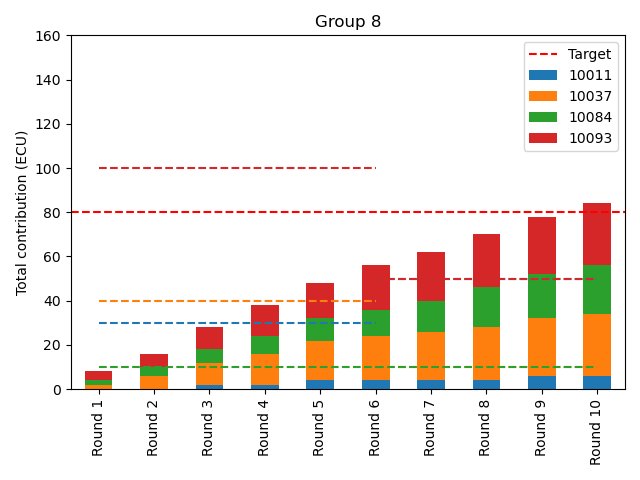 Group 8
Total contribution (ECU)
160
140
120
100
80
60
40
20
0
Target
10011
10037
10084
10093
Round 1
Round 2
Round 3
Round 4
Round 5
Round 6
Round 7
Round 8
Round 9
Round 10